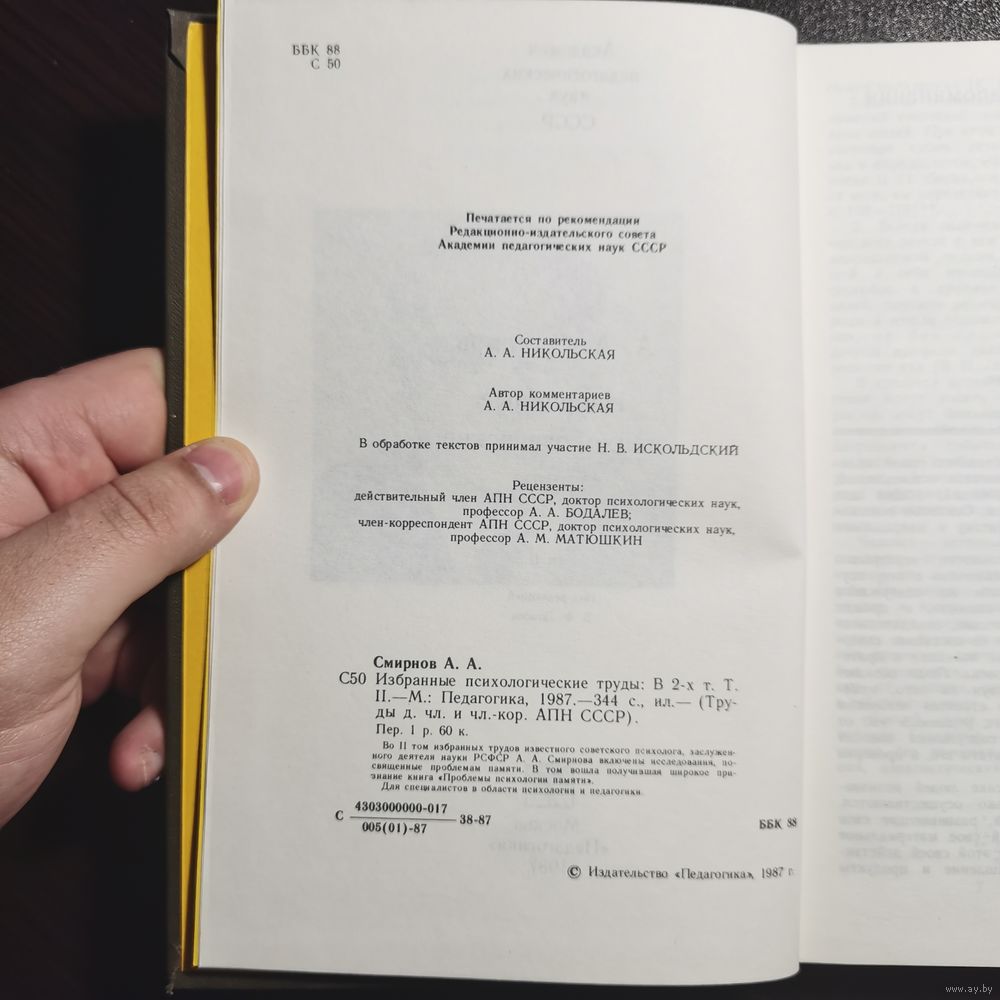 ББК 88
С 50
Печатается по рекомендации
Редакционно-издательского совета
Академии педагогических наук СССР
Составитель
А. А. НИКОЛЬСКАЯ
Автор комментариев
А. А. НИКОЛЬСКАЯ
В обработке текстов принимал участие Н. В. ИСКОЛЬДСКИЙ
Рецензенты:
действительный член АПН СССР, доктор психологических наук,
профессор А. А. БОДАЛЕВ;
член-корреспондент АПН СССР, доктор психологических наук,
профессор А. М. МАТЮШКИН
Смирнов А. А.
С50 Избранные психологические труды: В 2-х т. Т.
II.—М.: Педагогика, 1987.—344 с., ил.— (Тру-
ды д. чл. и чл.-кор. АПН СССР).
Пер. 1 р. 60 к.
Во II том избранных трудов известного советского психолога, заслужен-
ного деятеля науки РСФСР А. А. Смирнова включены исследования, по-
священные проблемам памяти. В том вошла получившая широкое при-
знание книга «Проблемы психологии памяти».
Для специалистов в области психологии и педагогики.
С 4303000000-017
005(01)-87 38-87
ББК 88
© Издательство «Педагогика», 1987 г.
www.ay.by